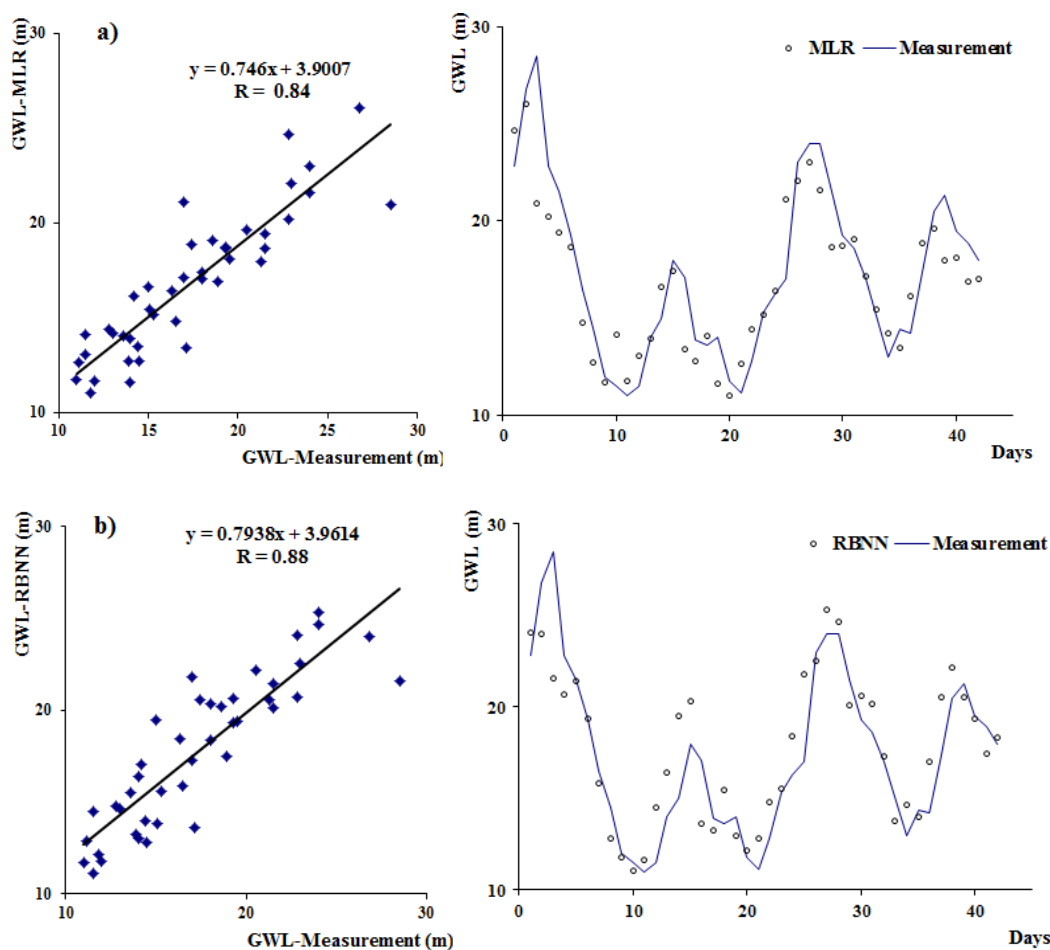 a)
GWL-MLR (m)
30
20
10
y = 0.746x + 3.9007
R = 0.84
10 15 20 25 30
GWL-Measurement (m)
GWL (m)
30
20
10
MLR Measurement
0 10 20 30 40
Days
b)
GWL-RBNN (m)
30
20
10
y = 0.7938x + 3.9614
R = 0.88
10 20 30
GWL-Measurement (m)
GWL (m)
30
20
10
RBNN Measurement
0 10 20 30 40
Days